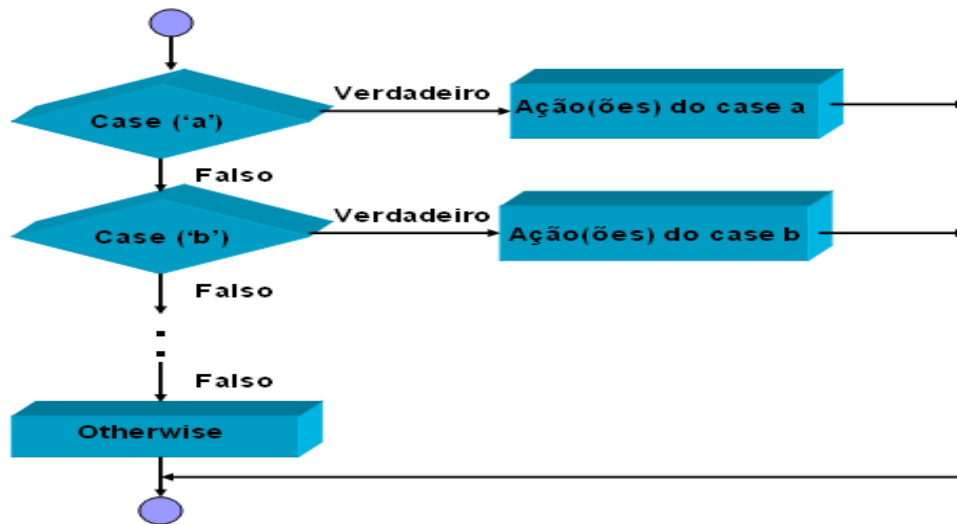 Verdadeiro
Case (‘a’)
Ação(ões) do case a
Falso
Verdadeiro
Case (‘b’)
Ação(ões) do case b
Falso
Falso
Otherwise